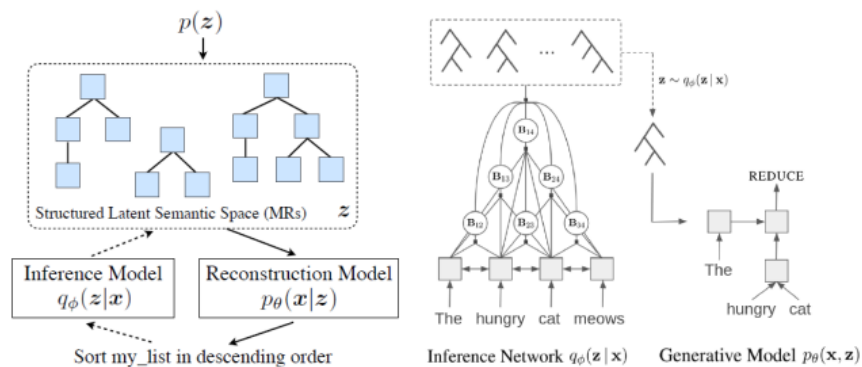 p(z)
Structured Latent Semantic Space (MRs) z
Inference Model
qϕ(z|x)
Reconstruction Model
pθ(x|z)
Sort my_list in descending order
...
z ∼ qϕ(z | x)
B14
B13
B24
B12
B23
B34
The hungry cat meows
Inference Network qϕ(z | x)
REDUCE
The
hungry cat
Generative Model pθ(x, z)